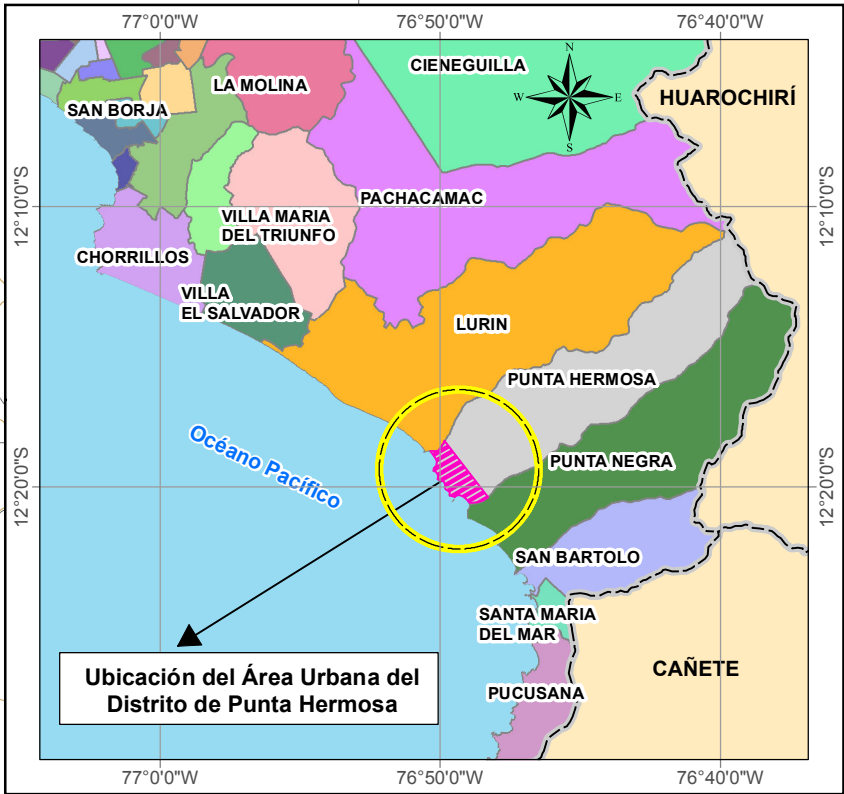 77°0'0"W 76°50'0"W 76°40'0"W
CIENEGUILLA
N
W E
S
LA MOLINA
HUAROCHIRÍ
SAN BORJA
PACHACAMAC
12°10'0"S
12°10'0"S
VILLA MARIA
DEL TRIUNFO
CHORRILLOS
VILLA
EL SALVADOR
LURIN
PUNTA HERMOSA
Océano Pacífico
PUNTA NEGRA
12°20'0"S
12°20'0"S
SAN BARTOLO
SANTA MARIA
DEL MAR
CAÑETE
PUCUSANA
Ubicación del Área Urbana del
Distrito de Punta Hermosa
77°0'0"W 76°50'0"W 76°40'0"W